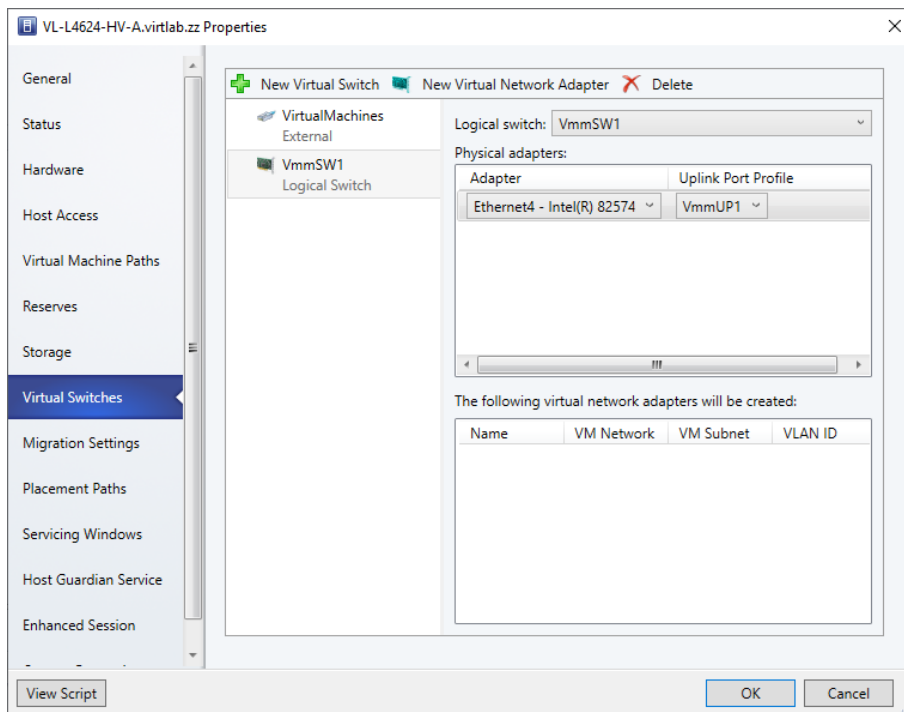 VL-L4624-HV-A.virtlab.zz Properties
General
Status
Hardware
Host Access
Virtual Machine Paths
Reserves
Storage
Virtual Switches
Migration Settings
Placement Paths
Servicing Windows
Host Guardian Service
Enhanced Session
New Virtual Switch New Virtual Network Adapter Delete
VirtualMachines
External
VmmSW1
Logical Switch
Logical switch: VmmSW1
Physical adapters:
Adapter Uplink Port Profile
Ethernet4 - Intel(R) 82574 VmmUP1
The following virtual network adapters will be created:
Name VM Network VM Subnet VLAN ID
View Script OK Cancel